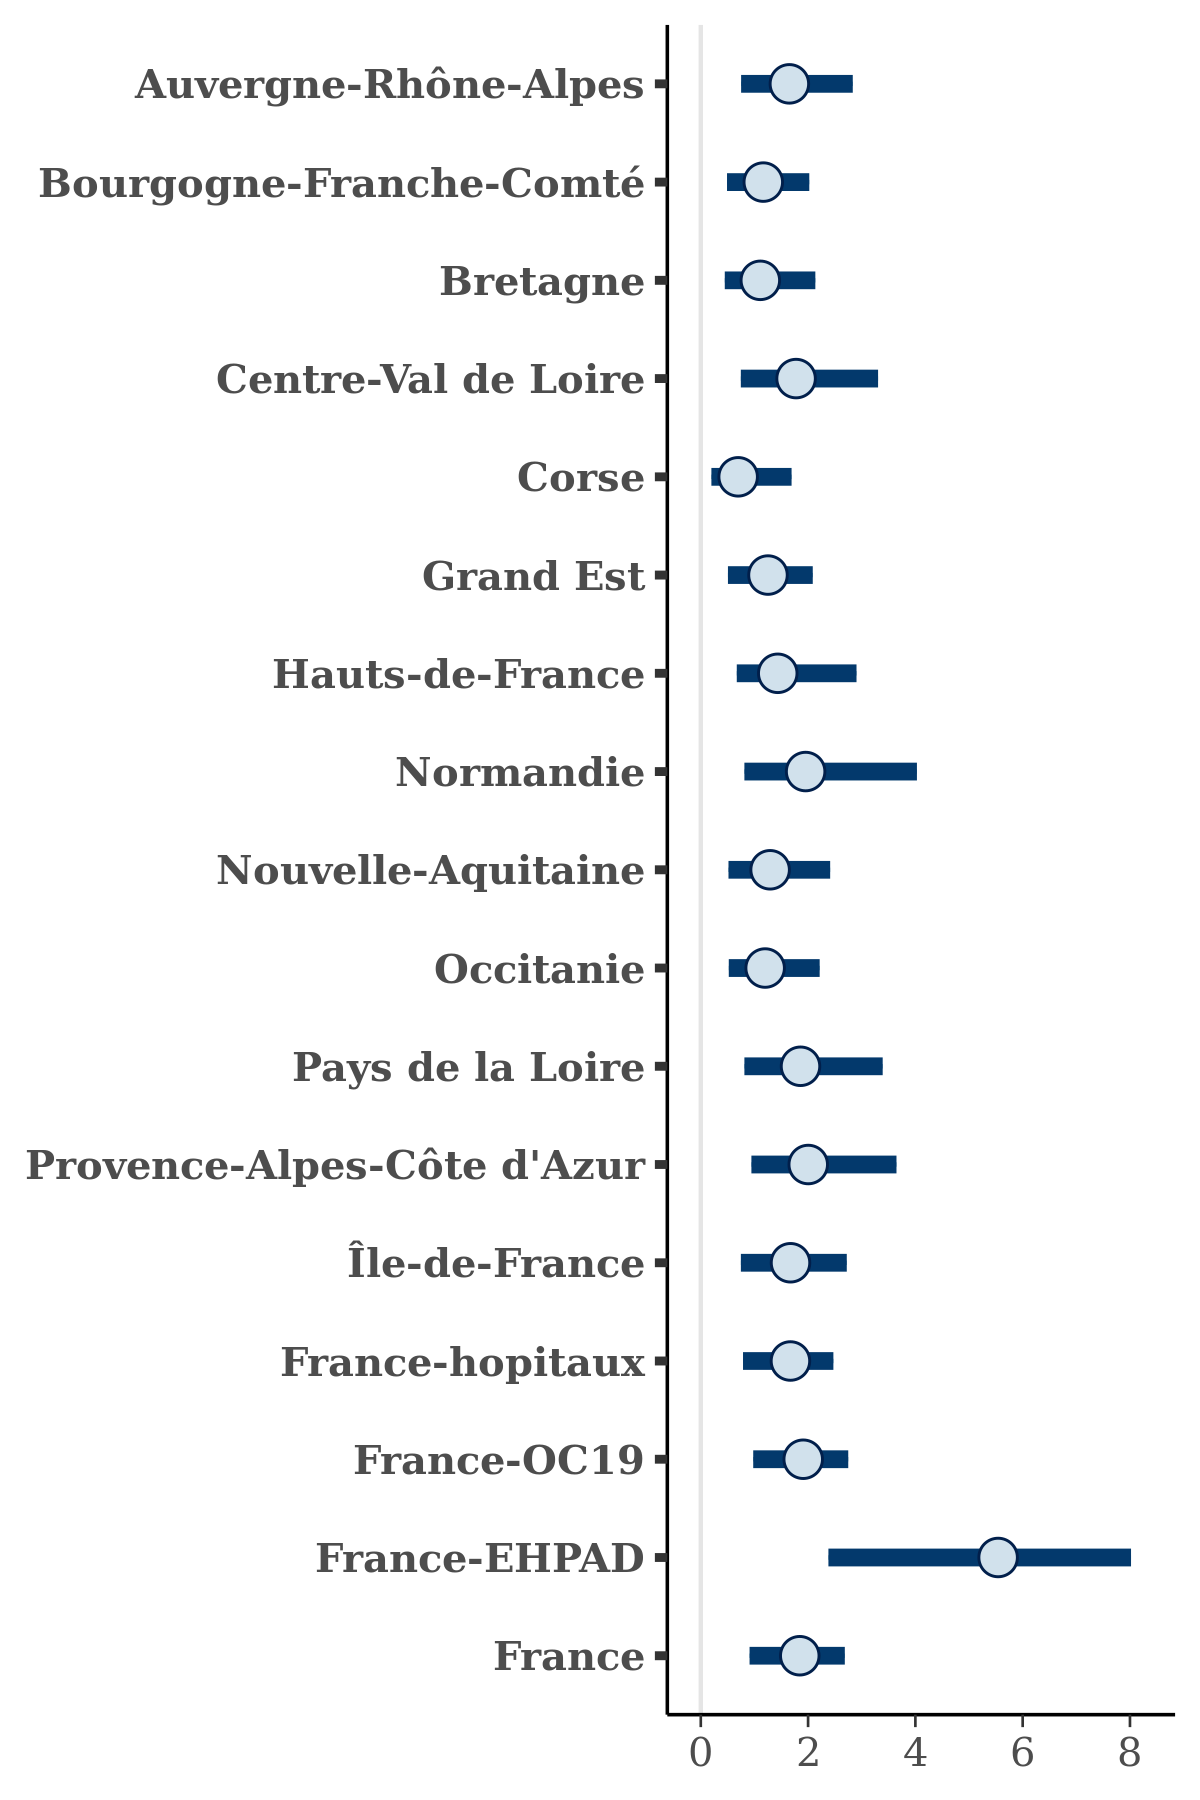 Auvergne-Rhône-Alpes
Bourgogne-Franche-Comté
Bretagne
Centre-Val de Loire
Corse
Grand Est
Hauts-de-France
Normandie
Nouvelle-Aquitaine
Occitanie
Pays de la Loire
Provence-Alpes-Côte d'Azur
Île-de-France
France-hopitaux
France-OC19
France-EHPAD
France
0 2 4 6 8